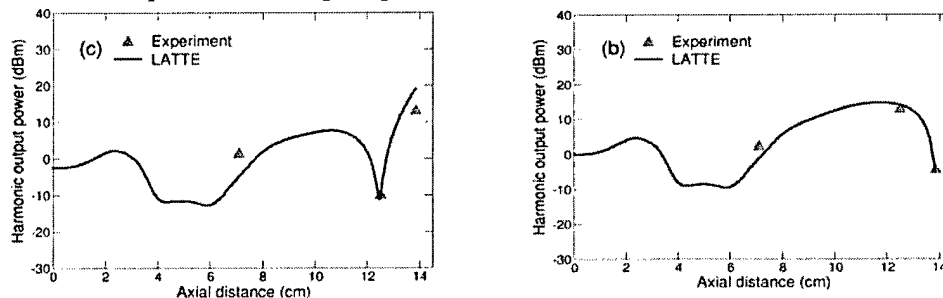 40
30
20
10
0
-10
-20
-30
Harmonic output power (dBm)
(c)
Experiment
LATTE
0 2 4 6 8 10 12 14
Axial distance (cm)
40
30
20
10
0
-10
-20
-30
Harmonic output power (dBm)
(b)
Experiment
LATTE
0 2 4 6 8 10 12 14
Axial distance (cm)